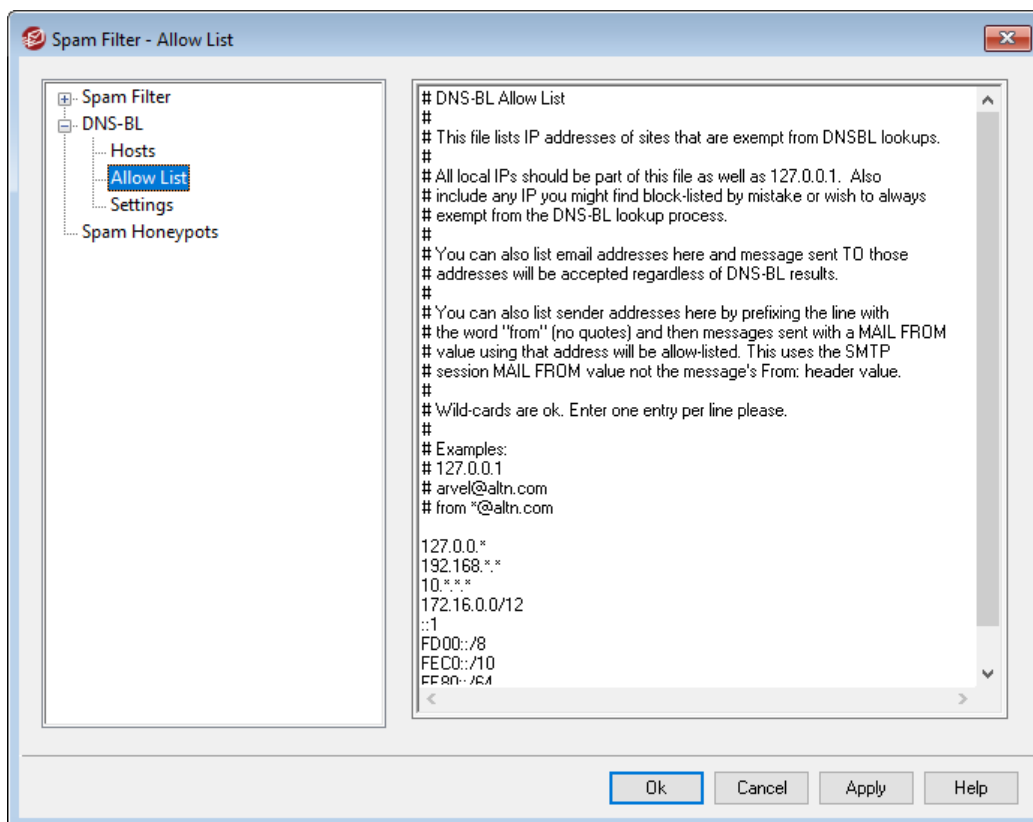 Spam Filter - Allow List
Spam Filter
DNS-BL
Hosts
Allow List
Settings
Spam Honeypots
# DNS-BL Allow List
#
# This file lists IP addresses of sites that are exempt from DNSBL lookups.
#
# All local IPs should be part of this file as well as 127.0.0.1.  Also
# include any IP you might find block-listed by mistake or wish to always
# exempt from the DNS-BL lookup process.
#
# You can also list email addresses here and message sent TO those
# addresses will be accepted regardless of DNS-BL results.
#
# You can also list sender addresses here by prefixing the line with
# the word "from" (no quotes) and then messages sent with a MAIL FROM
# value using that address will be allow-listed. This uses the SMTP
# session MAIL FROM value not the message's From: header value.
#
# Wild-cards are ok. Enter one entry per line please.
#
# Examples:
# 127.0.0.1
# arvel@altn.com
# from *@altn.com
127.0.0.*
192.168.*.*
10.*.*.*
172.16.0.0/12
::1
FD00::/8
FEC0::/10
FE80::/64
Ok
Cancel
Apply
Help